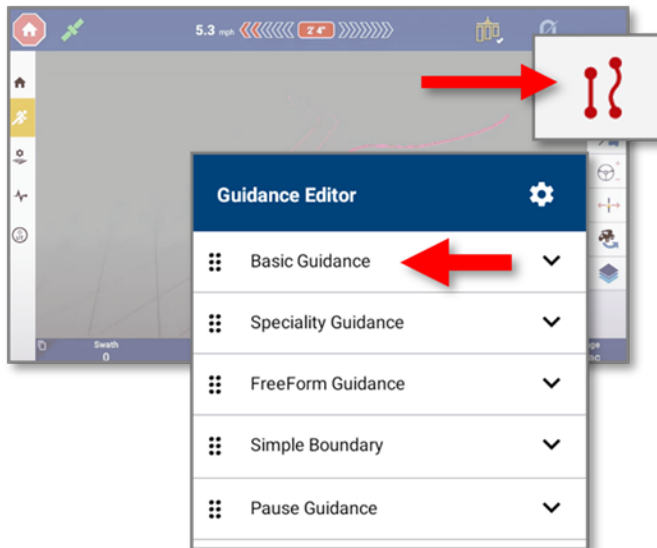 5.3 mph
2' 4"
Guidance Editor
Basic Guidance
Speciality Guidance
FreeForm Guidance
Simple Boundary
Pause Guidance
Swath
0